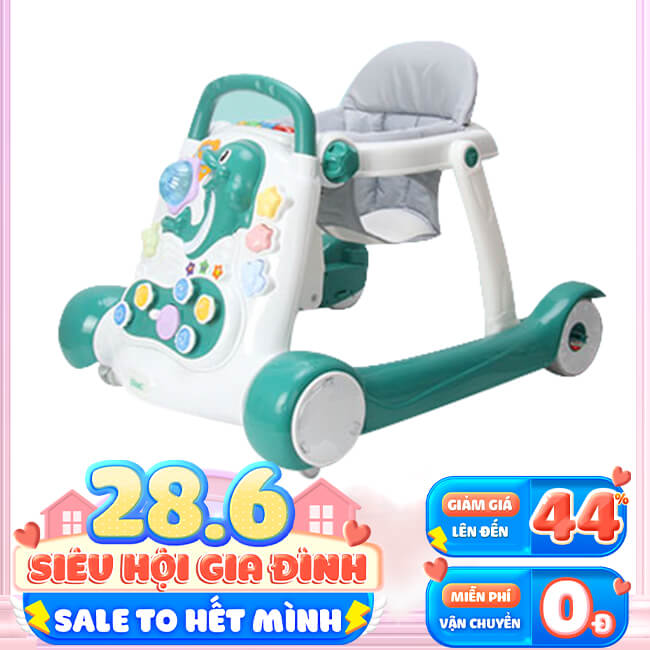 28.6
SIÊU HỘI GIA ĐÌNH
SALE TO HẾT MÌNH
GIẢM GIÁ
LÊN ĐẾN
44%
MIỄN PHÍ
VẬN CHUYỂN
0Đ